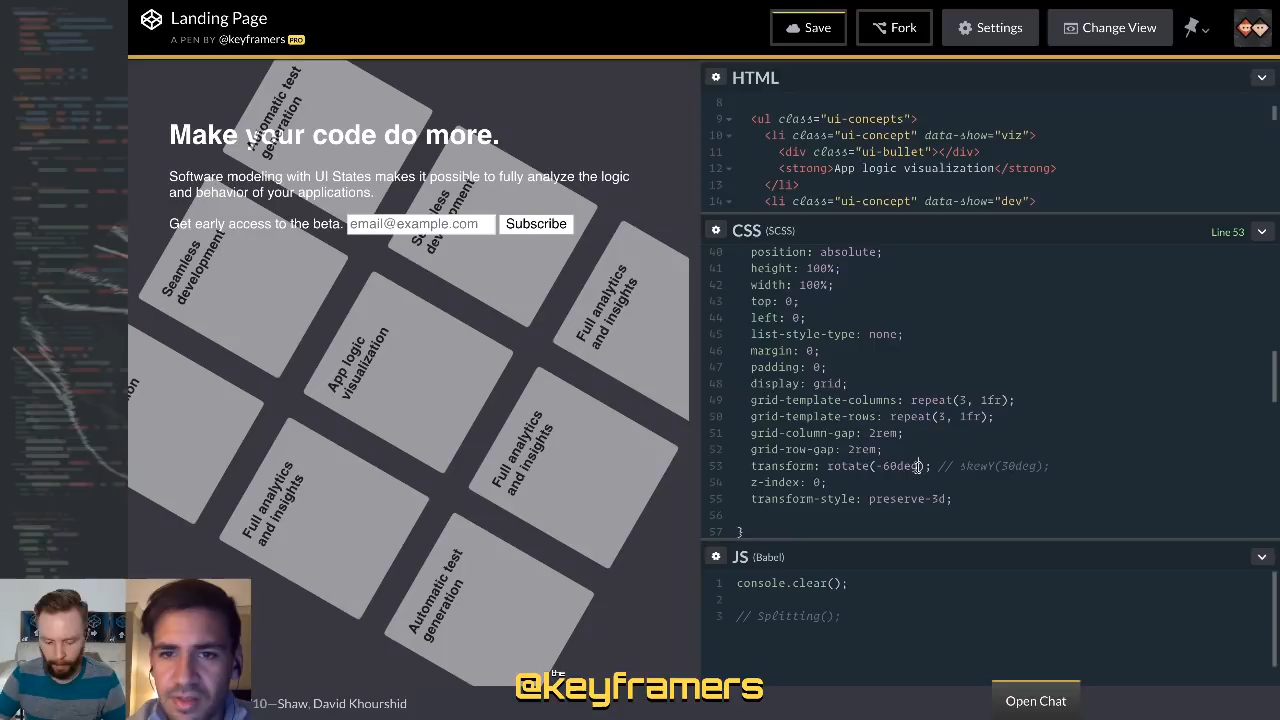 Landing Page
A PEN BY @keyframers PRO
Save
Fork
Settings
Change View
Automatic test
generation
Make your code do more.
Software modeling with UI States makes it possible to fully analyze the logic
and behavior of your applications.
Get early access to the beta. email@example.com Subscribe
Seamless
development
Seamless
development
Full analytics
and insights
App logic
visualization
Full analytics
and insights
Full analytics
and insights
Automatic test
generation
HTML
8
9 <ul class="ui-concepts">
10 <li class="ui-concept" data-show="viz">
11 <div class="ui-bullet"></div>
12 <strong>App logic visualization</strong>
13 </li>
14 <li class="ui-concept" data-show="dev">
CSS (SCSS)
Line 53
40 position: absolute;
41 height: 100%;
42 width: 100%;
43 top: 0;
44 left: 0;
45 list-style-type: none;
46 margin: 0;
47 padding: 0;
48 display: grid;
49 grid-template-columns: repeat(3, 1fr);
50 grid-template-rows: repeat(3, 1fr);
51 grid-column-gap: 2rem;
52 grid-row-gap: 2rem;
53 transform: rotate(-60deg); // skewY(30deg);
54 z-index: 0;
55 transform-style: preserve-3d;
56
57 }
JS (Babel)
1 console.clear();
2
3 // Splitting();
the
@keyframers
10—Shaw, David Khourshid
Open Chat